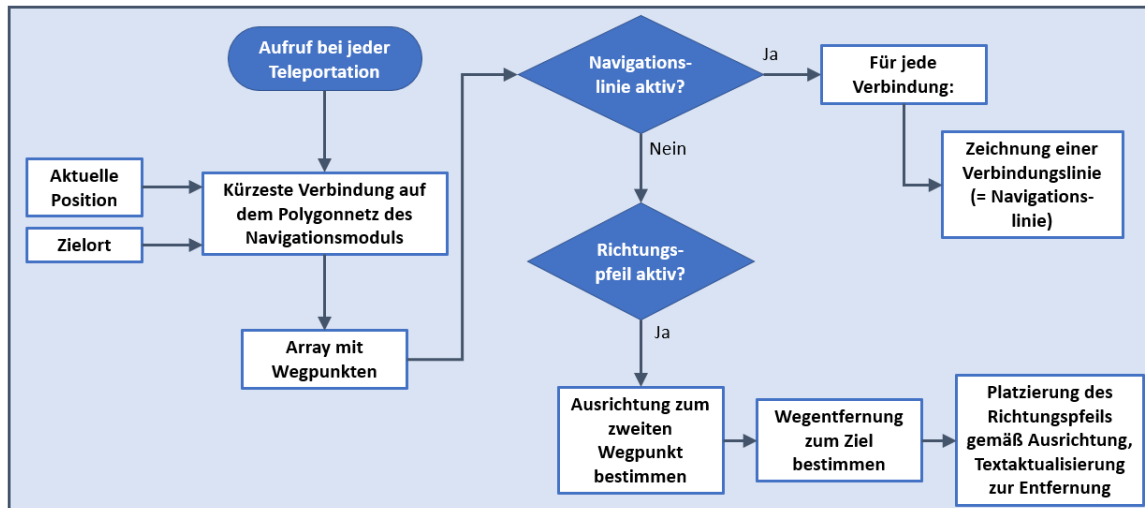 Aufruf bei jeder
Teleportation
Aktuelle
Position
Zielort
Kürzeste Verbindung auf
dem Polygonnetz des
Navigationsmoduls
Array mit
Wegpunkten
Navigations-
linie aktiv?
Ja
Für jede
Verbindung:
Zeichnung einer
Verbindungslinie
(= Navigations-
linie)
Nein
Richtungs-
pfeil aktiv?
Ja
Ausrichtung zum
zweiten
Wegpunkt
bestimmen
Wegentfernung
zum Ziel
bestimmen
Platzierung des
Richtungspfeils
gemäß Ausrichtung,
Textaktualisierung
zur Entfernung